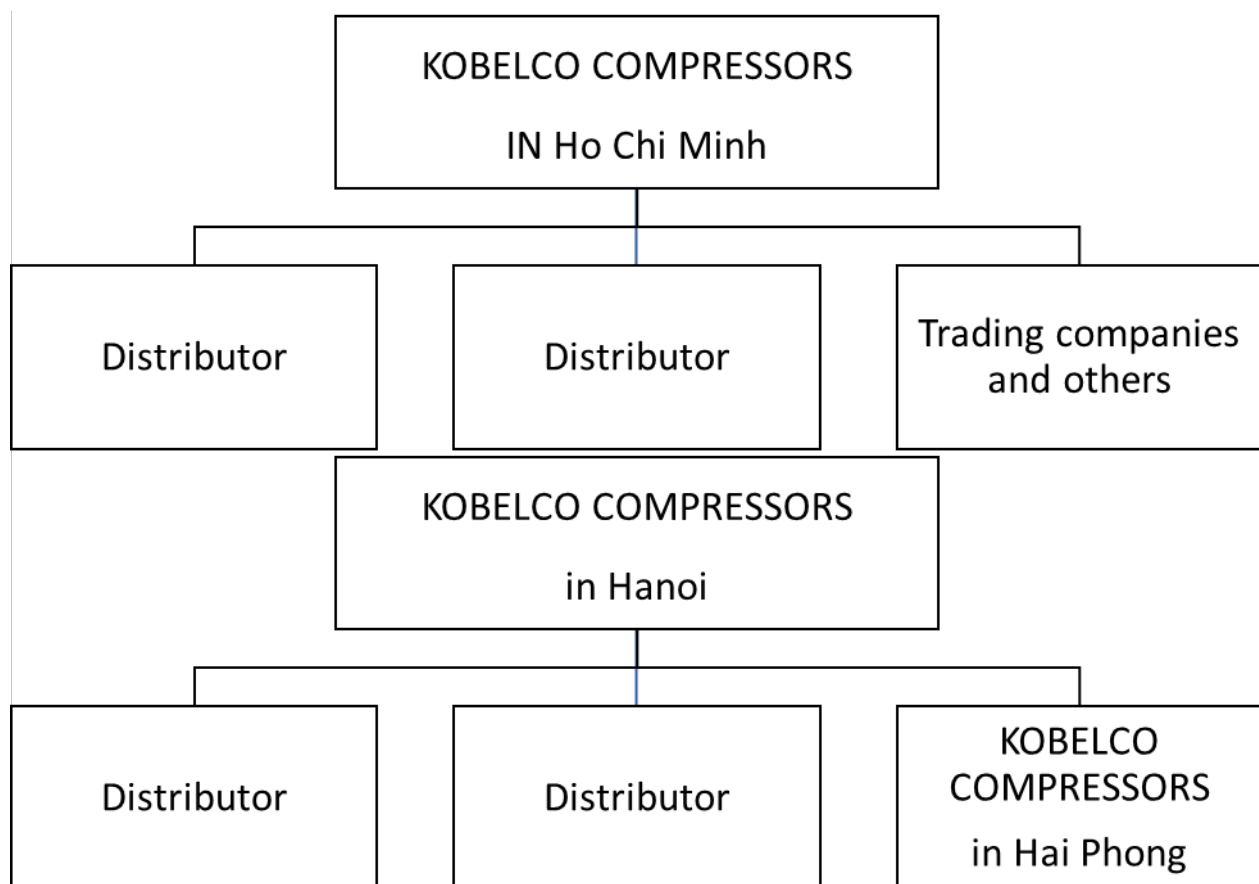 KOBELCO COMPRESSORS
IN Ho Chi Minh
Distributor
Distributor
Trading companies
and others
KOBELCO COMPRESSORS
in Hanoi
Distributor
Distributor
KOBELCO
COMPRESSORS
in Hai Phong